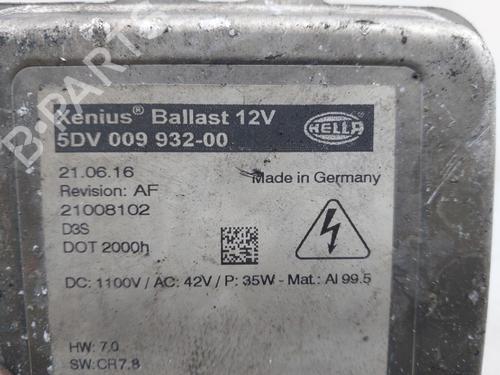 Xenius® Ballast 12V
5DV 009 932-00
HELLA
21.06.16
Made in Germany
Revision: AF
21008102
D3S
DOT 2000h
DC: 1100V / AC: 42V / P: 35W - Mat.: Al 99.5
HW: 7.0
SW: CR7.8
B-PARTS